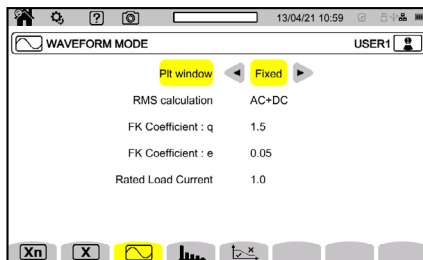 13/04/21 10:59
WAVEFORM MODE USER1
Plt window Fixed
RMS calculation AC+DC
FK Coefficient : q 1.5
FK Coefficient : e 0.05
Rated Load Current 1.0
Xn X